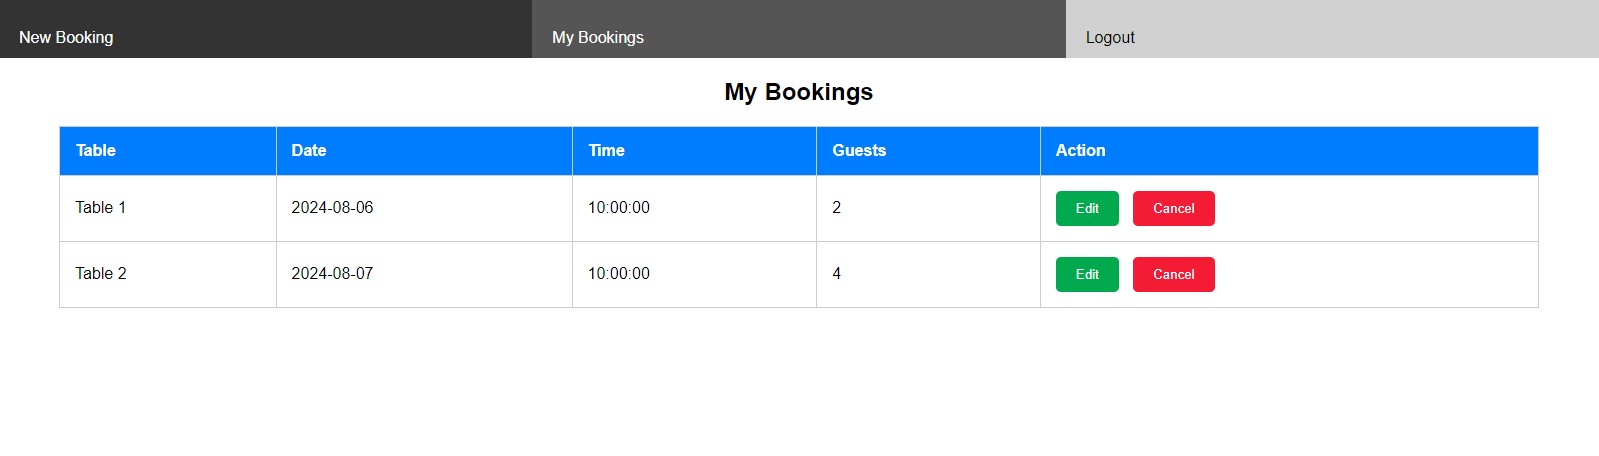 New Booking My Bookings Logout
My Bookings
Table Date Time Guests Action
Table 1 2024-08-06 10:00:00 2 Edit Cancel
Table 2 2024-08-07 10:00:00 4 Edit Cancel